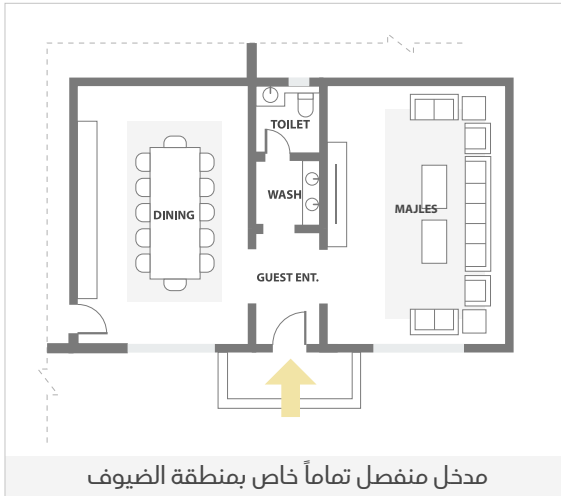 TOILET
WASH
DINING
MAJLES
GUEST ENT.
مدخل منفصل تماماً خاص بمنطقة الضيوف